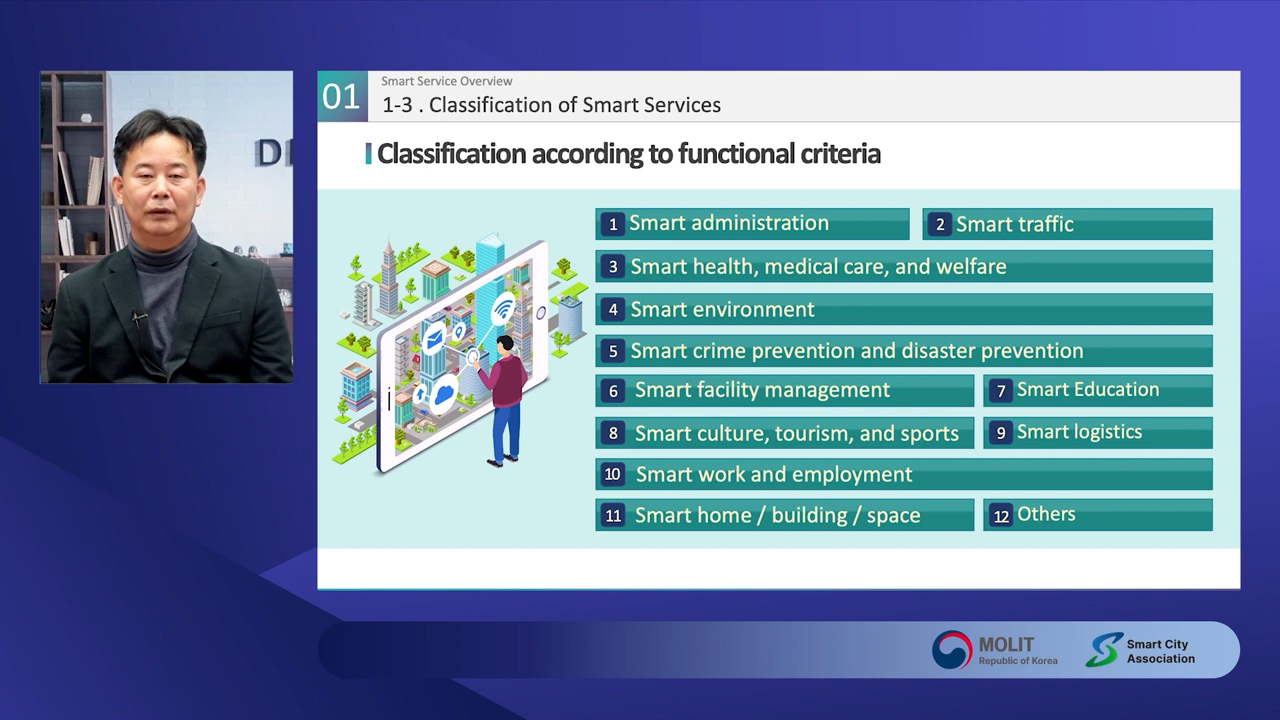 DI
01
Smart Service Overview
1-3 . Classification of Smart Services
Classification according to functional criteria
1 Smart administration
2 Smart traffic
3 Smart health, medical care, and welfare
4 Smart environment
5 Smart crime prevention and disaster prevention
6 Smart facility management
7 Smart Education
8 Smart culture, tourism, and sports
9 Smart logistics
10 Smart work and employment
11 Smart home / building / space
12 Others
MOLIT
Republic of Korea
Smart City
Association